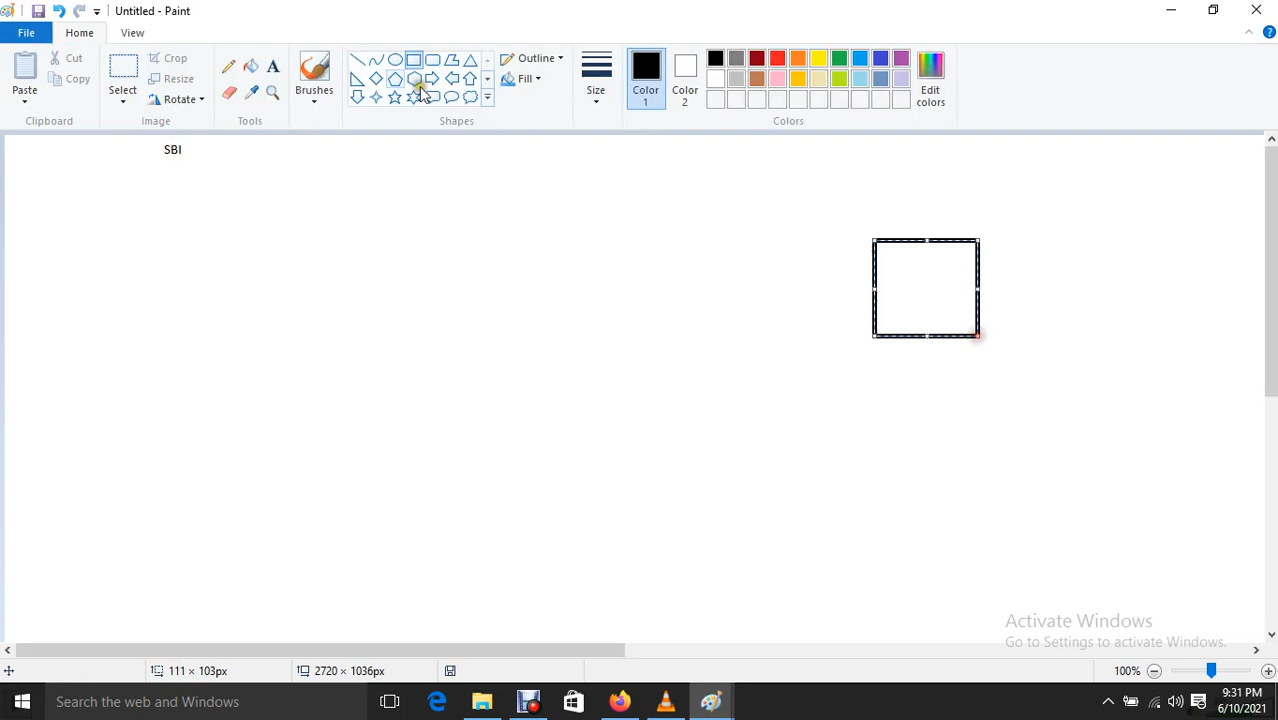 Untitled - Paint
File Home View
Paste Cut Copy
Clipboard
Select Crop Resize Rotate
Image
A
Tools
Brushes
Outline Fill
Shapes
Size
Color 1 Color 2
Edit colors
Colors
SBI
Activate Windows
Go to Settings to activate Windows.
111 × 103px 2720 × 1036px 100%
Search the web and Windows
9:31 PM
6/10/2021